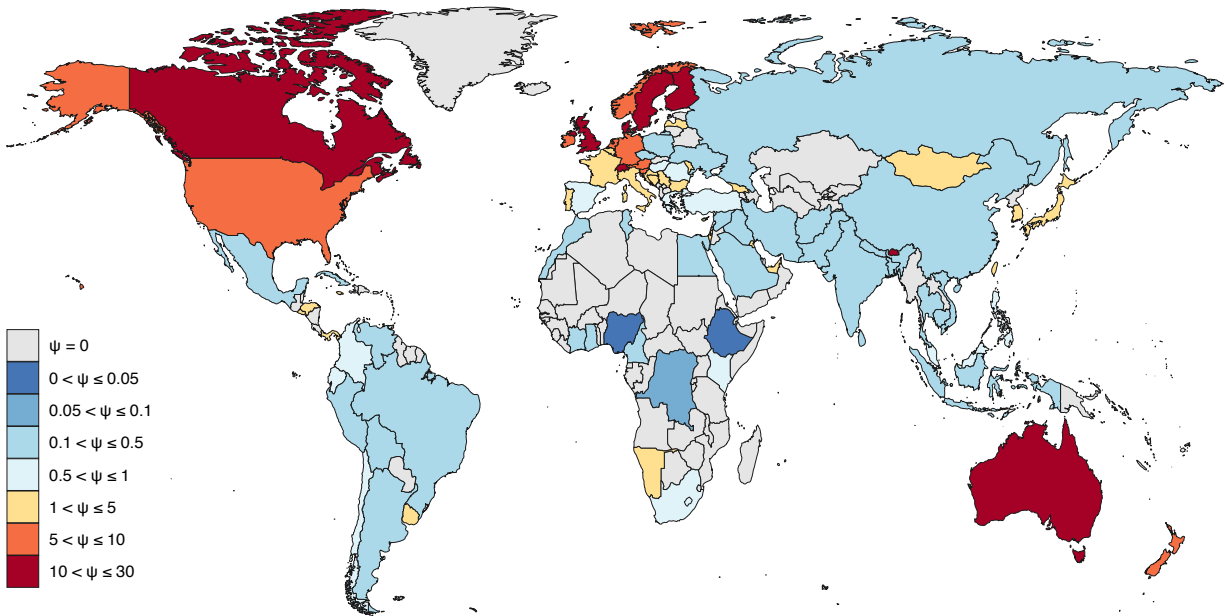 ψ = 0
0 < ψ ≤ 0.05
0.05 < ψ ≤ 0.1
0.1 < ψ ≤ 0.5
0.5 < ψ ≤ 1
1 < ψ ≤ 5
5 < ψ ≤ 10
10 < ψ ≤ 30